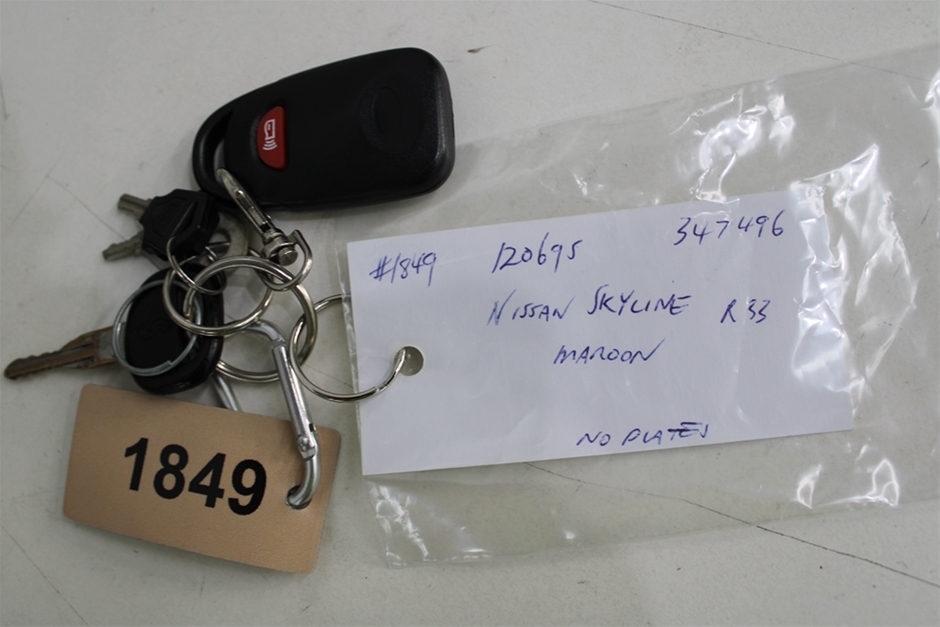 #1849 120695 347496
NISSAN SKYLINE R33
MAROON
NO PLATES
1849